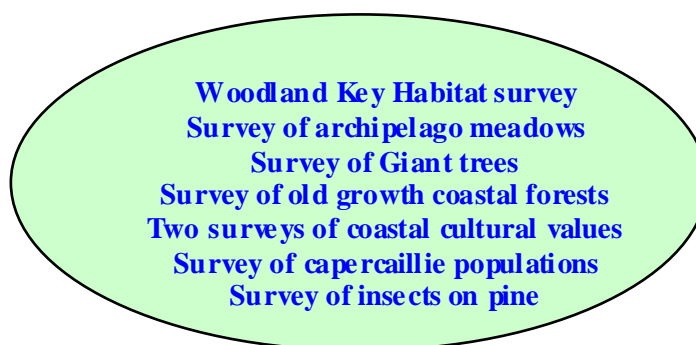 Woodland Key Habitat survey
Survey of archipelago meadows
Survey of Giant trees
Survey of old growth coastal forests
Two surveys of coastal cultural values
Survey of capercaillie populations
Survey of insects on pine